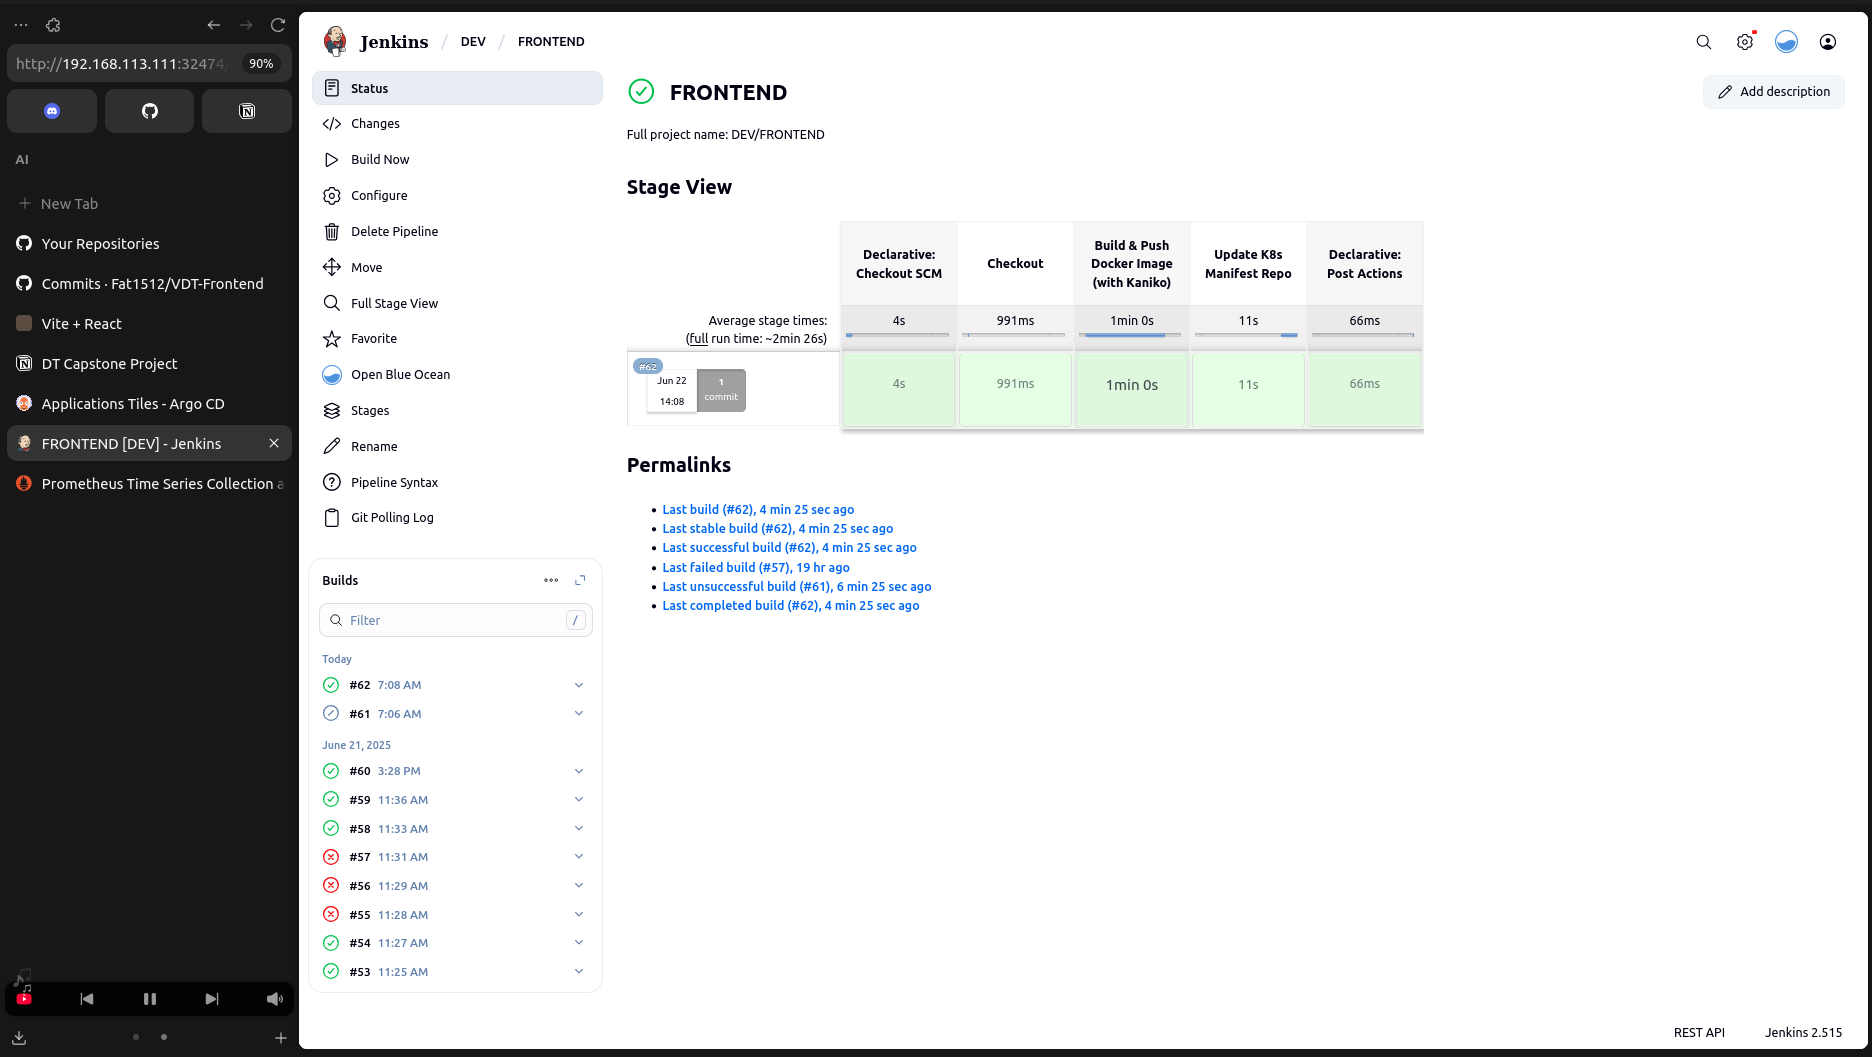 http://192.168.113.111:32474/
90%
AI
New Tab
Your Repositories
Commits · Fat1512/VDT-Frontend
Vite + React
DT Capstone Project
Applications Tiles - Argo CD
FRONTEND [DEV] - Jenkins
Prometheus Time Series Collection a
Jenkins / DEV / FRONTEND
Status
Changes
Build Now
Configure
Delete Pipeline
Move
Full Stage View
Favorite
Open Blue Ocean
Stages
Rename
Pipeline Syntax
Git Polling Log
Builds
Filter
/
Today
#62 7:08 AM
#61 7:06 AM
June 21, 2025
#60 3:28 PM
#59 11:36 AM
#58 11:33 AM
#57 11:31 AM
#56 11:29 AM
#55 11:28 AM
#54 11:27 AM
#53 11:25 AM
FRONTEND
Add description
Full project name: DEV/FRONTEND
Stage View
Declarative:
Checkout SCM
Checkout
Build & Push
Docker Image
(with Kaniko)
Update K8s
Manifest Repo
Declarative:
Post Actions
Average stage times:
(full run time: ~2min 26s)
4s
991ms
1min 0s
11s
66ms
#62
Jun 22
14:08
1
commit
4s
991ms
1min 0s
11s
66ms
Permalinks
Last build (#62), 4 min 25 sec ago
Last stable build (#62), 4 min 25 sec ago
Last successful build (#62), 4 min 25 sec ago
Last failed build (#57), 19 hr ago
Last unsuccessful build (#61), 6 min 25 sec ago
Last completed build (#62), 4 min 25 sec ago
REST API
Jenkins 2.515